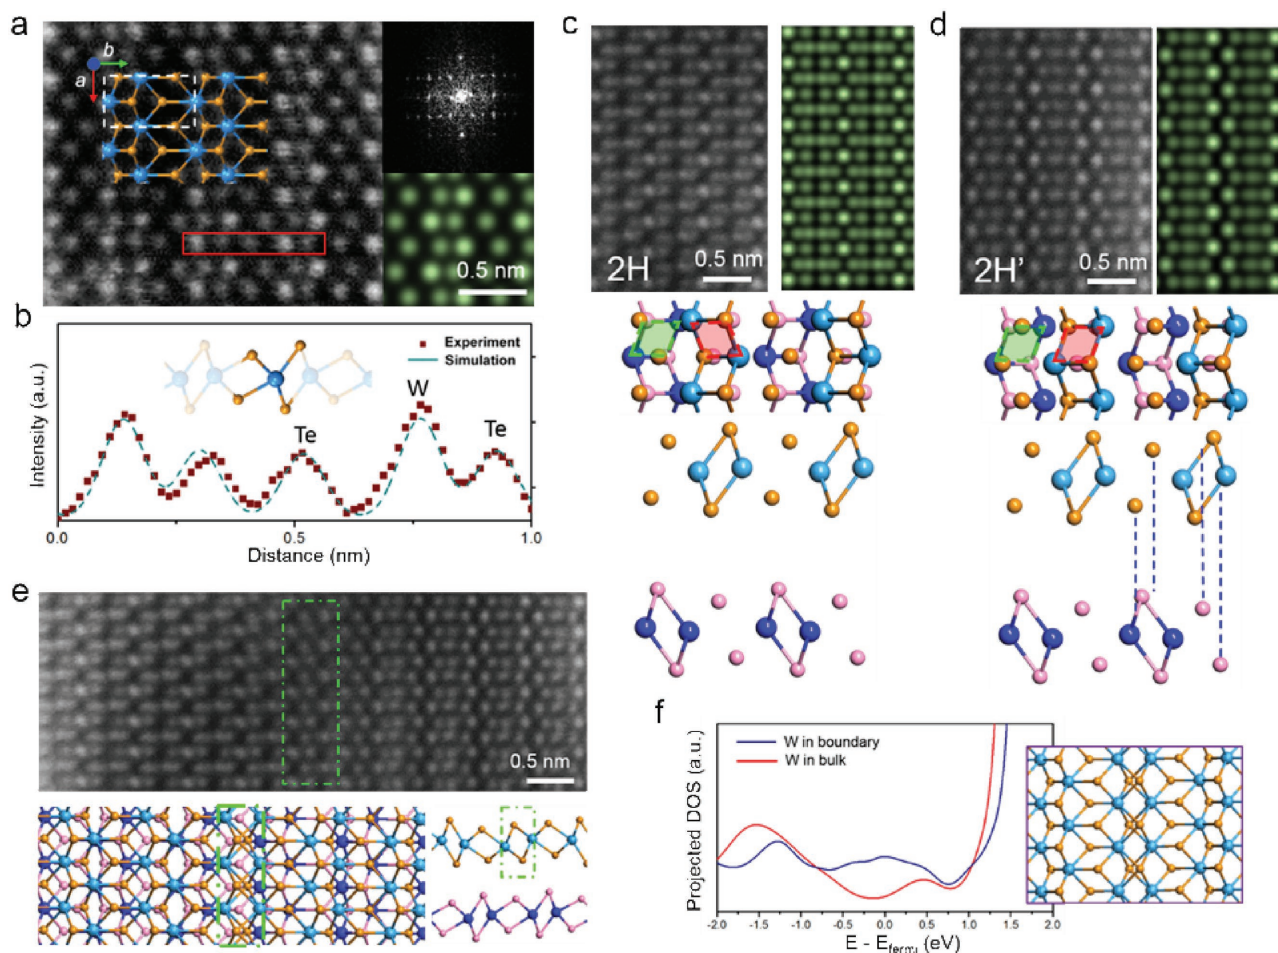 a
b
a
0.5 nm
b
Experiment
Simulation
W
Te
Te
Intensity (a.u.)
0.0
0.5
1.0
Distance (nm)
c
2H
0.5 nm
d
2H'
0.5 nm
e
0.5 nm
f
W in boundary
W in bulk
Projected DOS (a.u.)
-2.0 -1.5 -1.0 -0.5 0.0 0.5 1.0 1.5 2.0
E - Efermi (eV)